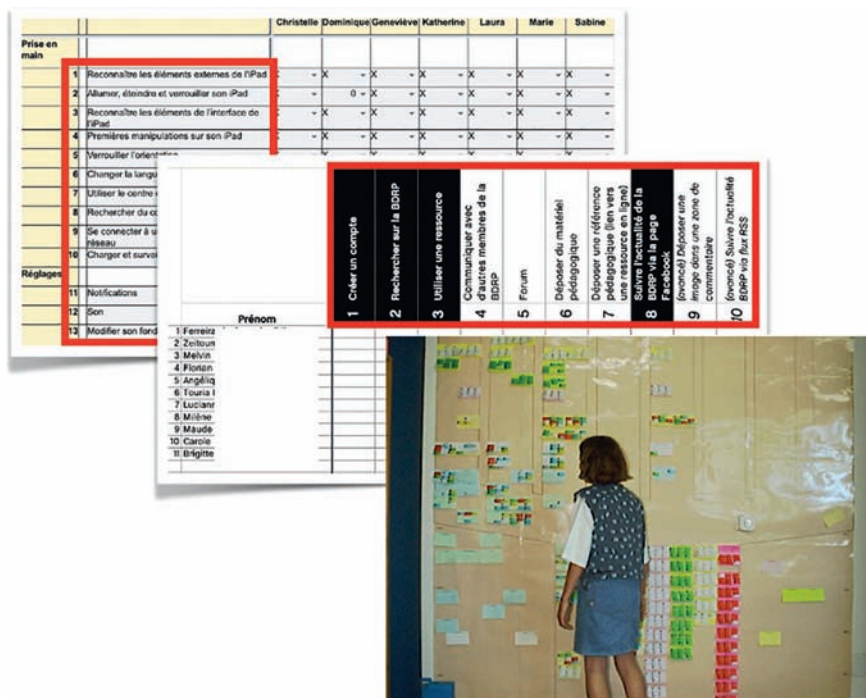 Christelle Dominique Geneviève Katherine Laura Marie Sabine
Prise en
main
1 Reconnaître les éléments externes de l'iPad X X X X X X
2 Allumer, éteindre et verrouiller son iPad 0 X X X X X
3 Reconnaître les éléments de l'interface de
l'iPad X X X X X X
4 Premières manipulations sur son iPad X X X X X X
5 Verrouiller l'orientation
6 Changer la
7 Utiliser le centre
8 Rechercher du
9 Se connecter à
réseau
10 Charger et
Réglages
11 Notifications
12 Son
13 Modifier son
Prénom
1 Créer un compte
2 Rechercher sur la BDRP
3 Utiliser une ressource
4 Communiquer avec
d'autres membres de la
BDRP
5 Forum
6 Déposer du matériel
pédagogique
7 Déposer une référence
pédagogique (lien vers
une ressource en ligne)
8 Suivre l'actualité de la
BDRP via la page
Facebook
9 (avancé) Déposer une
image dans une zone de
commentaire
10 (avancé) Suivre l'actualité
BDRP via flux RSS
1 Ferreira
2 Zeitoun
3 Melvin
4 Florian
5 Angéliq
6 Touria
7 Luciann
8 Milène
9 Maude
10 Carole
11 Brigitte